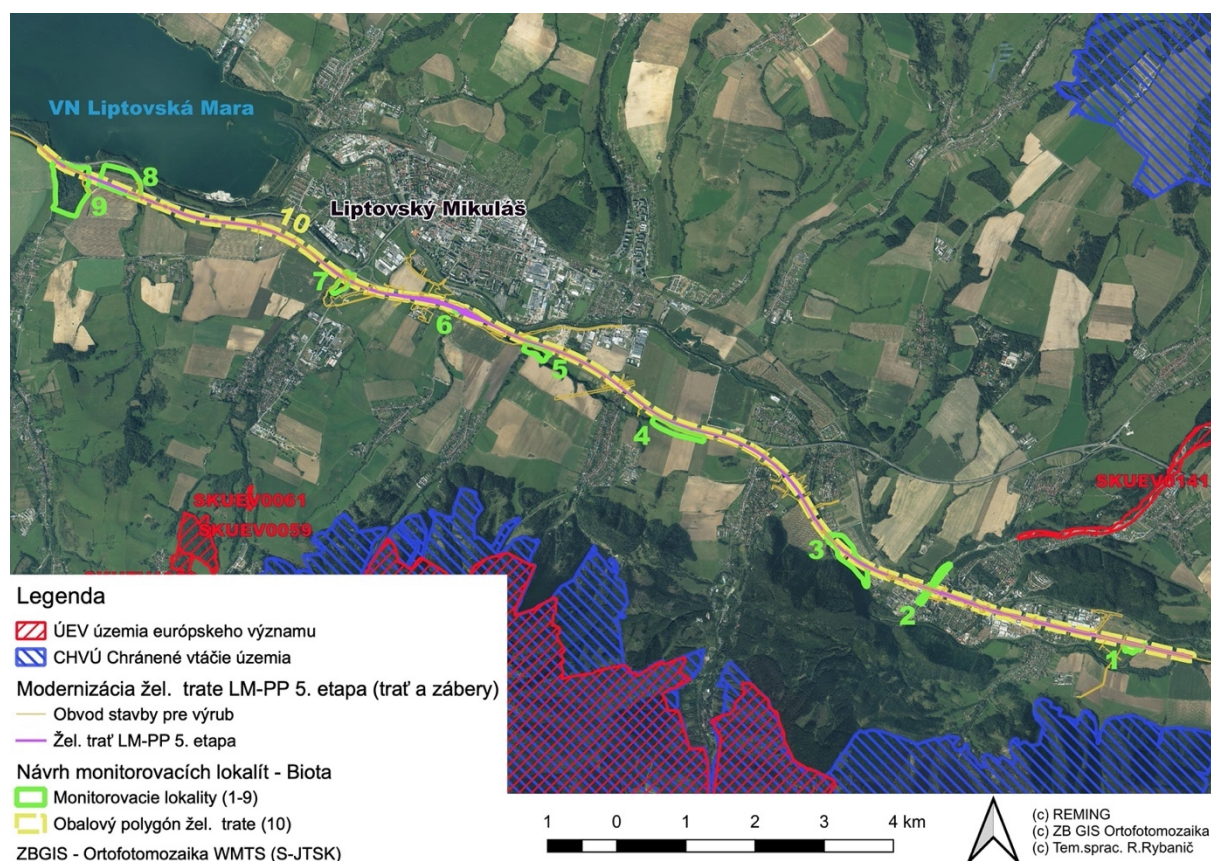 VN Liptovská Mara
8
9
10
Liptovský Mikuláš
7
6
5
4
SKUEV0141
SKUEV0061
SKUEV0059
3
2
1
Legenda
ÚEV územia európskeho významu
CHVÚ Chránené vtáčie územia
Modernizácia žel. trate LM-PP 5. etapa (trať a zábery)
Obvod stavby pre výrub
Žel. trať LM-PP 5. etapa
Návrh monitorovacích lokalít - Biota
Monitorovacie lokality (1-9)
Obalový polygón žel. trate (10)
ZBGIS - Ortofotomozaika WMTS (S-JTSK)
1 0 1 2 3 4 km
(c) REMING
(c) ZB GIS Ortofotomozaika
(c) Tem.sprac. R.Rybanič